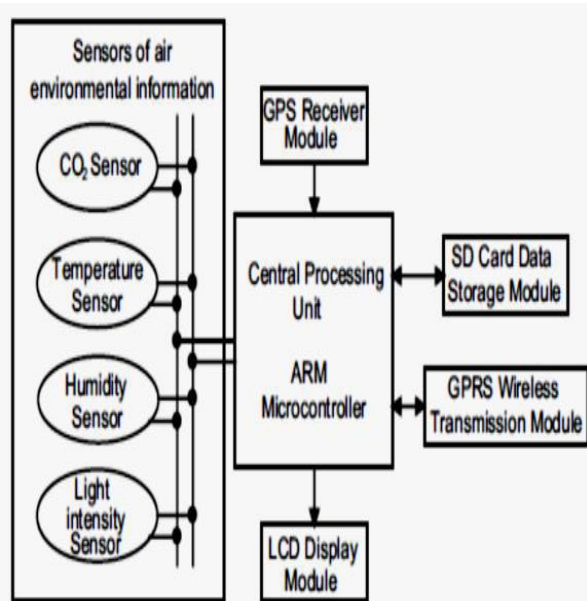 Sensors of air
environmental information
CO₂ Sensor
Temperature
Sensor
Humidity
Sensor
Light
intensity
Sensor
GPS Receiver
Module
Central Processing
Unit
ARM
Microcontroller
SD Card Data
Storage Module
GPRS Wireless
Transmission Module
LCD Display
Module